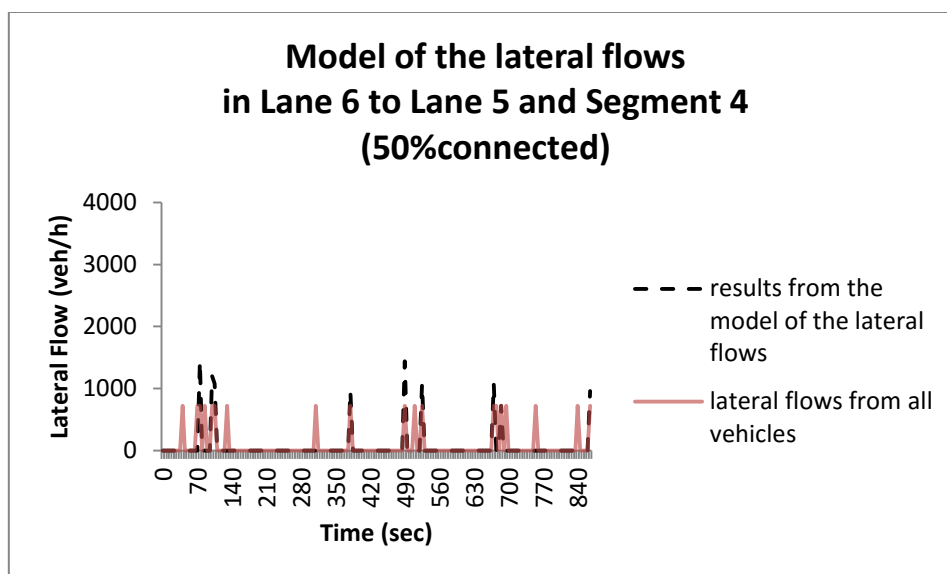 Model of the lateral flows
in Lane 6 to Lane 5 and Segment 4
(50%connected)
Lateral Flow (veh/h)
4000
3000
2000
1000
0
0
70
140
210
280
350
420
490
560
630
700
770
840
Time (sec)
results from the
model of the lateral
flows
lateral flows from all
vehicles